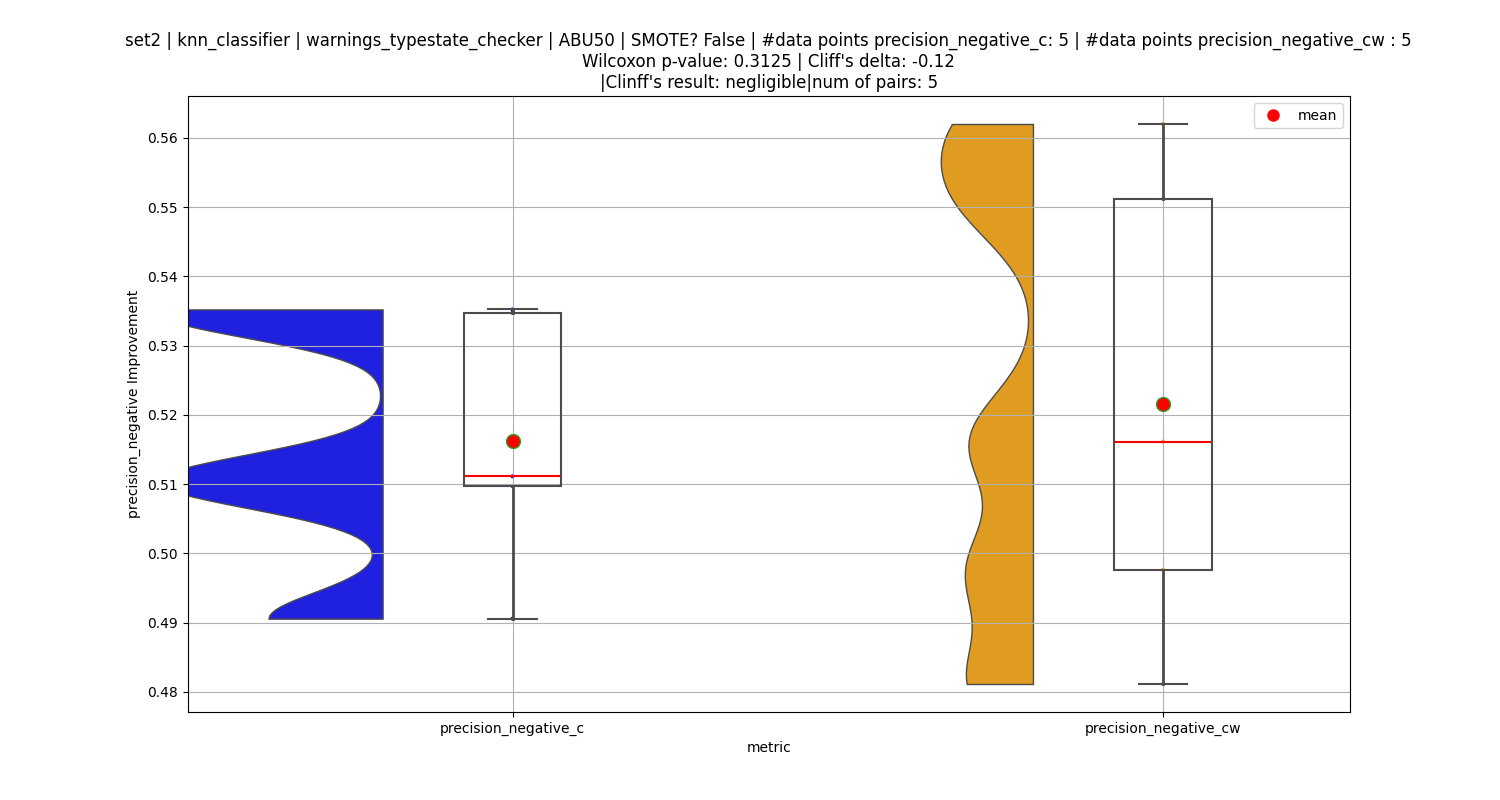 set2 | knn_classifier | warnings_typestate_checker | ABU50 | SMOTE? False | #data points precision_negative_c: 5 | #data points precision_negative_cw : 5
Wilcoxon p-value: 0.3125 | Cliff's delta: -0.12
|Clinff's result: negligible|num of pairs: 5
mean
0.56
0.55
0.54
0.53
0.52
0.51
0.50
0.49
0.48
precision_negative Improvement
precision_negative_c
precision_negative_cw
metric